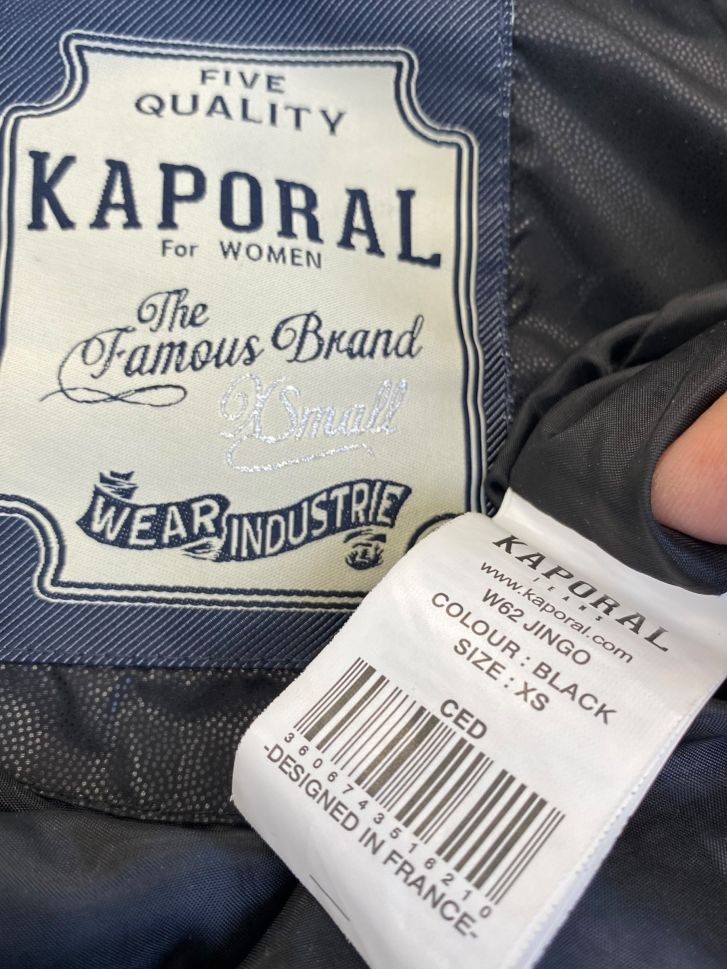 FIVE
QUALITY
KAPORAL
For WOMEN
The
Famous Brand
XSmall
WEAR INDUSTRIE
KAPORAL
JEANS
www.kaporal.com
W62 JINGO
COLOUR : BLACK
SIZE : XS
CED
3606743516210
-DESIGNED IN FRANCE-